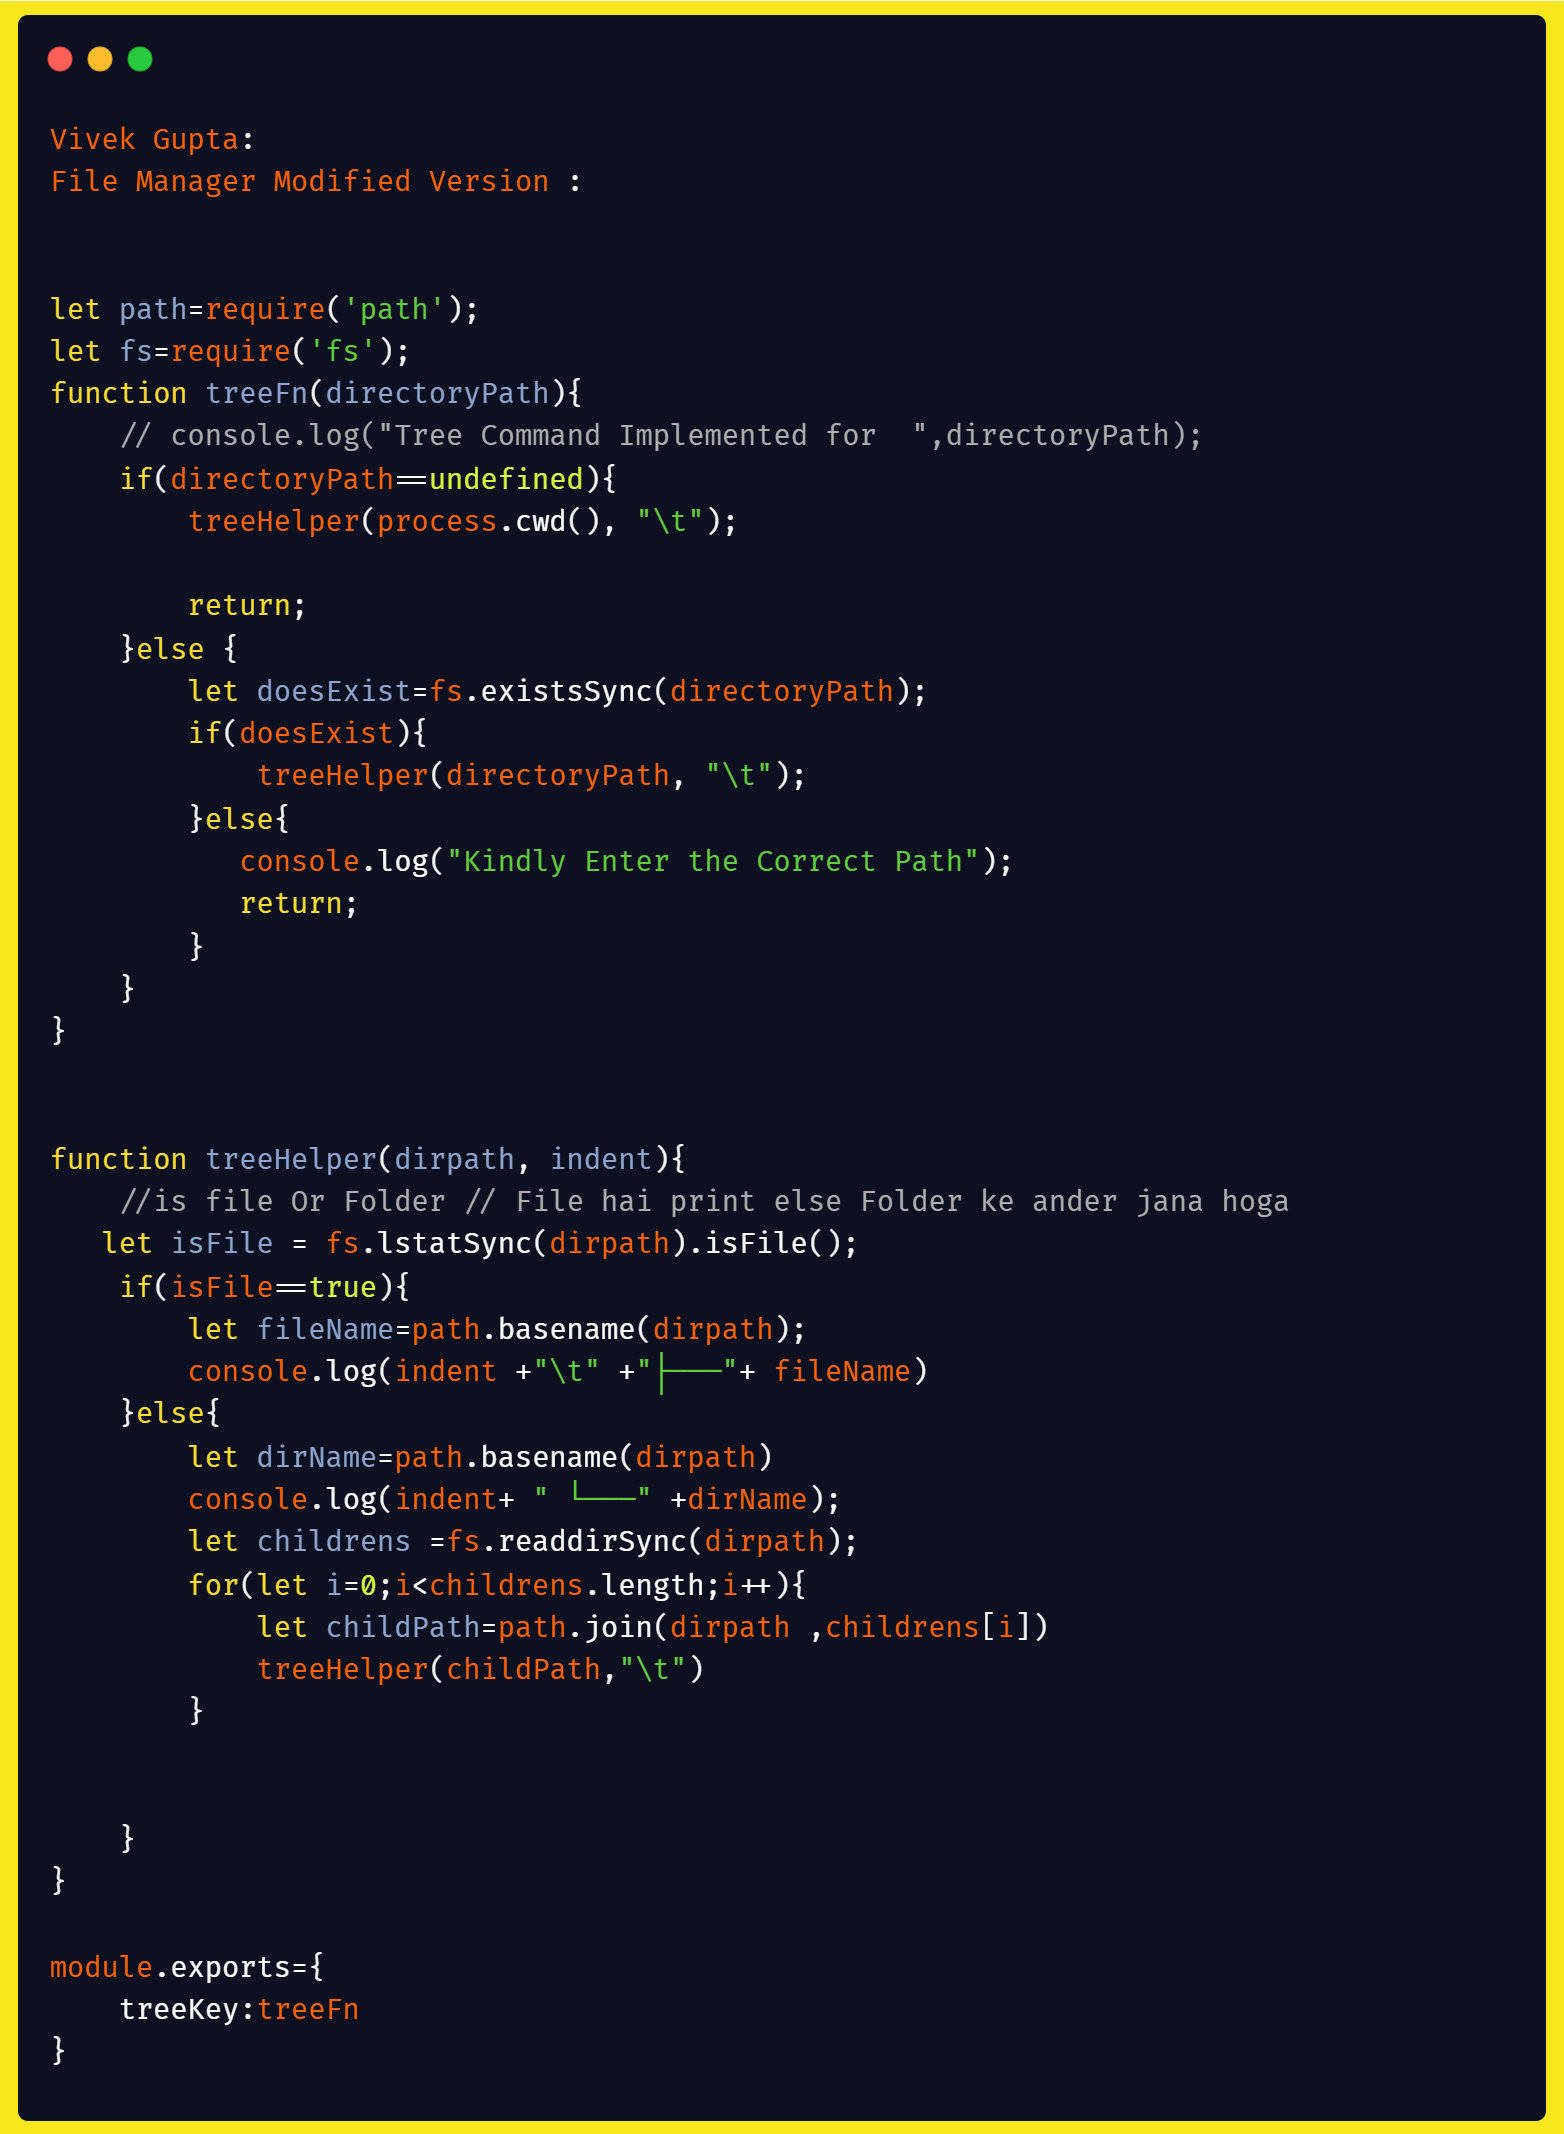 Vivek Gupta:
File Manager Modified Version :
let path=require('path');
let fs=require('fs');
function treeFn(directoryPath){
    // console.log("Tree Command Implemented for  ",directoryPath);
    if(directoryPath==undefined){
        treeHelper(process.cwd(), "\t");
        return;
    }else {
        let doesExist=fs.existsSync(directoryPath);
        if(doesExist){
            treeHelper(directoryPath, "\t");
        }else{
           console.log("Kindly Enter the Correct Path");
           return;
        }
    }
}
function treeHelper(dirpath, indent){
    //is file Or Folder // File hai print else Folder ke ander jana hoga
   let isFile = fs.lstatSync(dirpath).isFile();
    if(isFile==true){
        let fileName=path.basename(dirpath);
        console.log(indent +"\t" +"├───"+ fileName)
    }else{
        let dirName=path.basename(dirpath)
        console.log(indent+ " └───" +dirName);
        let childrens =fs.readdirSync(dirpath);
        for(let i=0;i<childrens.length;i++){
            let childPath=path.join(dirpath ,childrens[i])
            treeHelper(childPath,"\t")
        }
    }
}
module.exports={
    treeKey:treeFn
}